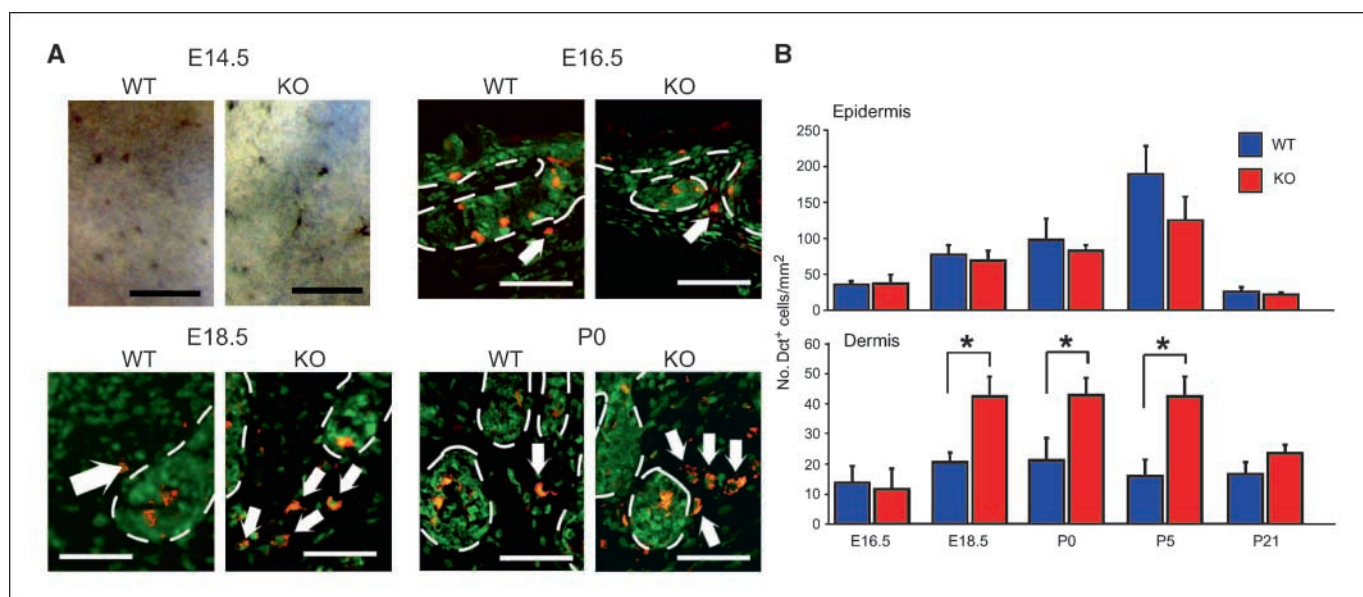 A
E14.5
WT KO
E16.5
WT KO
E18.5
WT KO
P0
WT KO
B
Epidermis
WT
KO
250
200
150
100
50
0
No. Dct+ cells/mm2
Dermis
* * *
60
50
40
30
20
10
0
E16.5 E18.5 P0 P5 P21